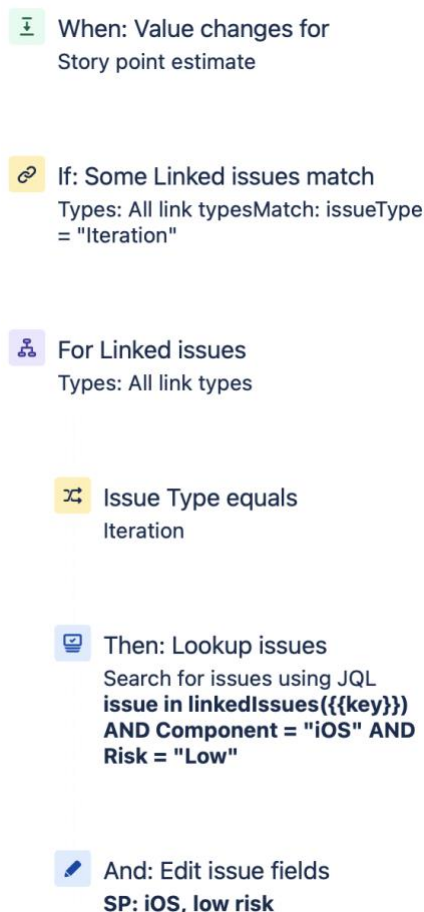 When: Value changes for
Story point estimate
If: Some Linked issues match
Types: All link typesMatch: issueType
= "Iteration"
For Linked issues
Types: All link types
Issue Type equals
Iteration
Then: Lookup issues
Search for issues using JQL
issue in linkedIssues({{key}})
AND Component = "iOS" AND
Risk = "Low"
And: Edit issue fields
SP: iOS, low risk